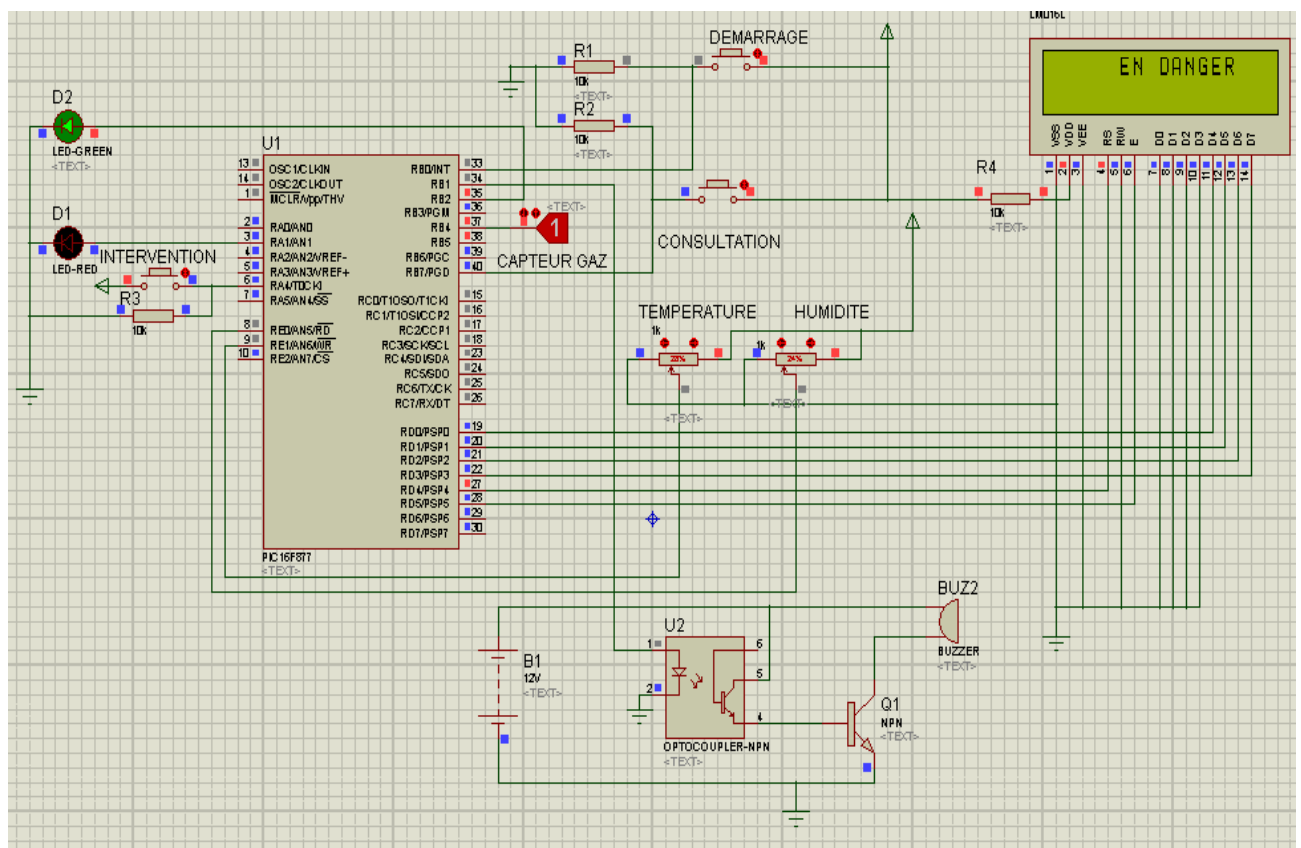 LM016L
EN DANGER
VSS
VDD
VEE
RS
RW
E
D0
D1
D2
D3
D4
D5
D6
D7
1
2
3
4
5
6
7
8
9
10
11
12
13
14
DEMARRAGE
R1
10k
<TEXT>
R2
10k
<TEXT>
R4
10k
<TEXT>
CONSULTATION
<TEXT>
D2
LED-GREEN
<TEXT>
D1
LED-RED
INTERVENTION
R3
10k
U1
13 OSC1/CLKIN
14 OSC2/CLKOUT
1 MCLR/Vpp/THV
2 RA0/AN0
3 RA1/AN1
4 RA2/AN2/VREF-
5 RA3/AN3/VREF+
6 RA4/T0CKI
7 RA5/AN4/SS
8 RE0/AN5/RD
9 RE1/AN6/WR
10 RE2/AN7/CS
RB0/INT 33
RB1 34
RB2 35
RB3/PGM 36
RB4 37
RB5 38
RB6/PGC 39
RB7/PGD 40
RC0/T1OSO/T1CKI 15
RC1/T1OSI/CCP2 16
RC2/CCP1 17
RC3/SCK/SCL 18
RC4/SDI/SDA 23
RC5/SDO 24
RC6/TX/CK 25
RC7/RX/DT 26
RD0/PSP0 19
RD1/PSP1 20
RD2/PSP2 21
RD3/PSP3 22
RD4/PSP4 27
RD5/PSP5 28
RD6/PSP6 29
RD7/PSP7 30
PIC16F877
<TEXT>
1
CAPTEUR GAZ
TEMPERATURE
1k
<TEXT>
HUMIDITE
1k
24%
<TEXT>
B1
12V
<TEXT>
U2
1
2
6
5
4
OPTOCOUPLER-NPN
<TEXT>
BUZ2
BUZZER
<TEXT>
Q1
NPN
<TEXT>